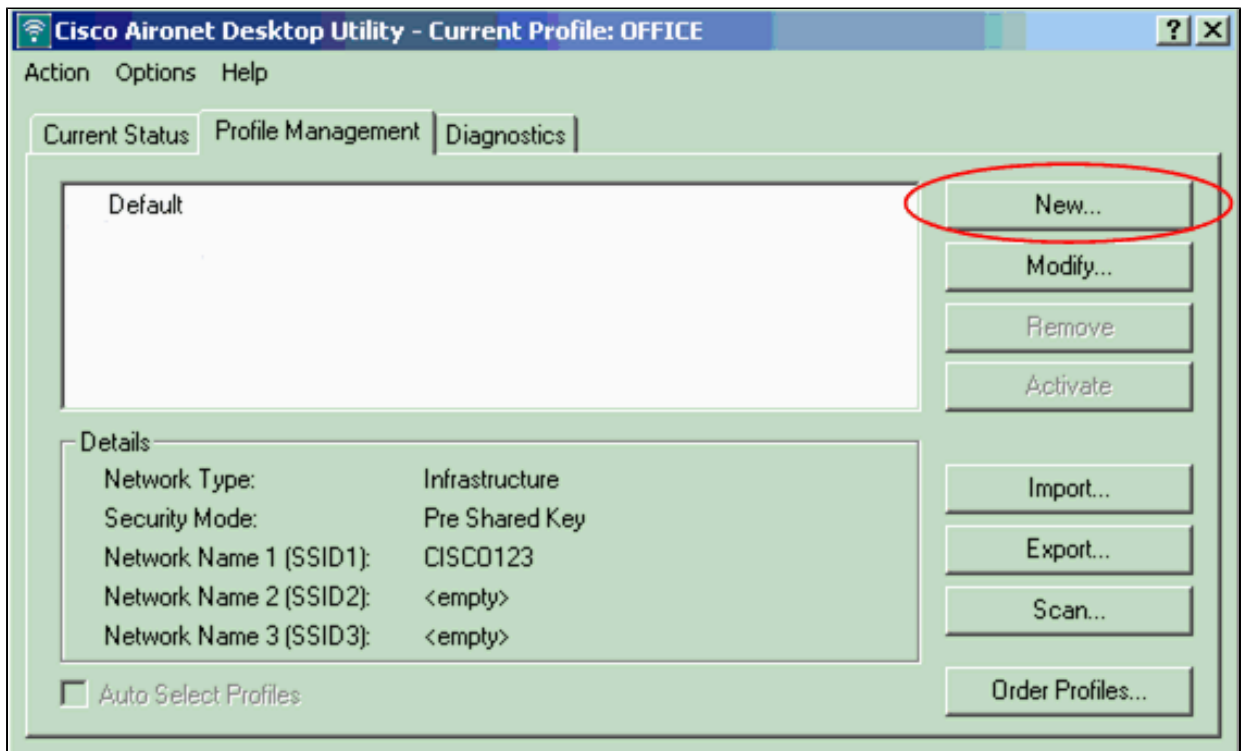 Cisco Aironet Desktop Utility - Current Profile: OFFICE
? X
Action Options Help
Current Status Profile Management Diagnostics
Default
New...
Modify...
Remove
Activate
Details
Network Type: Infrastructure
Security Mode: Pre Shared Key
Network Name 1 (SSID1): CISCO123
Network Name 2 (SSID2): <empty>
Network Name 3 (SSID3): <empty>
Import...
Export...
Scan...
Auto Select Profiles
Order Profiles...